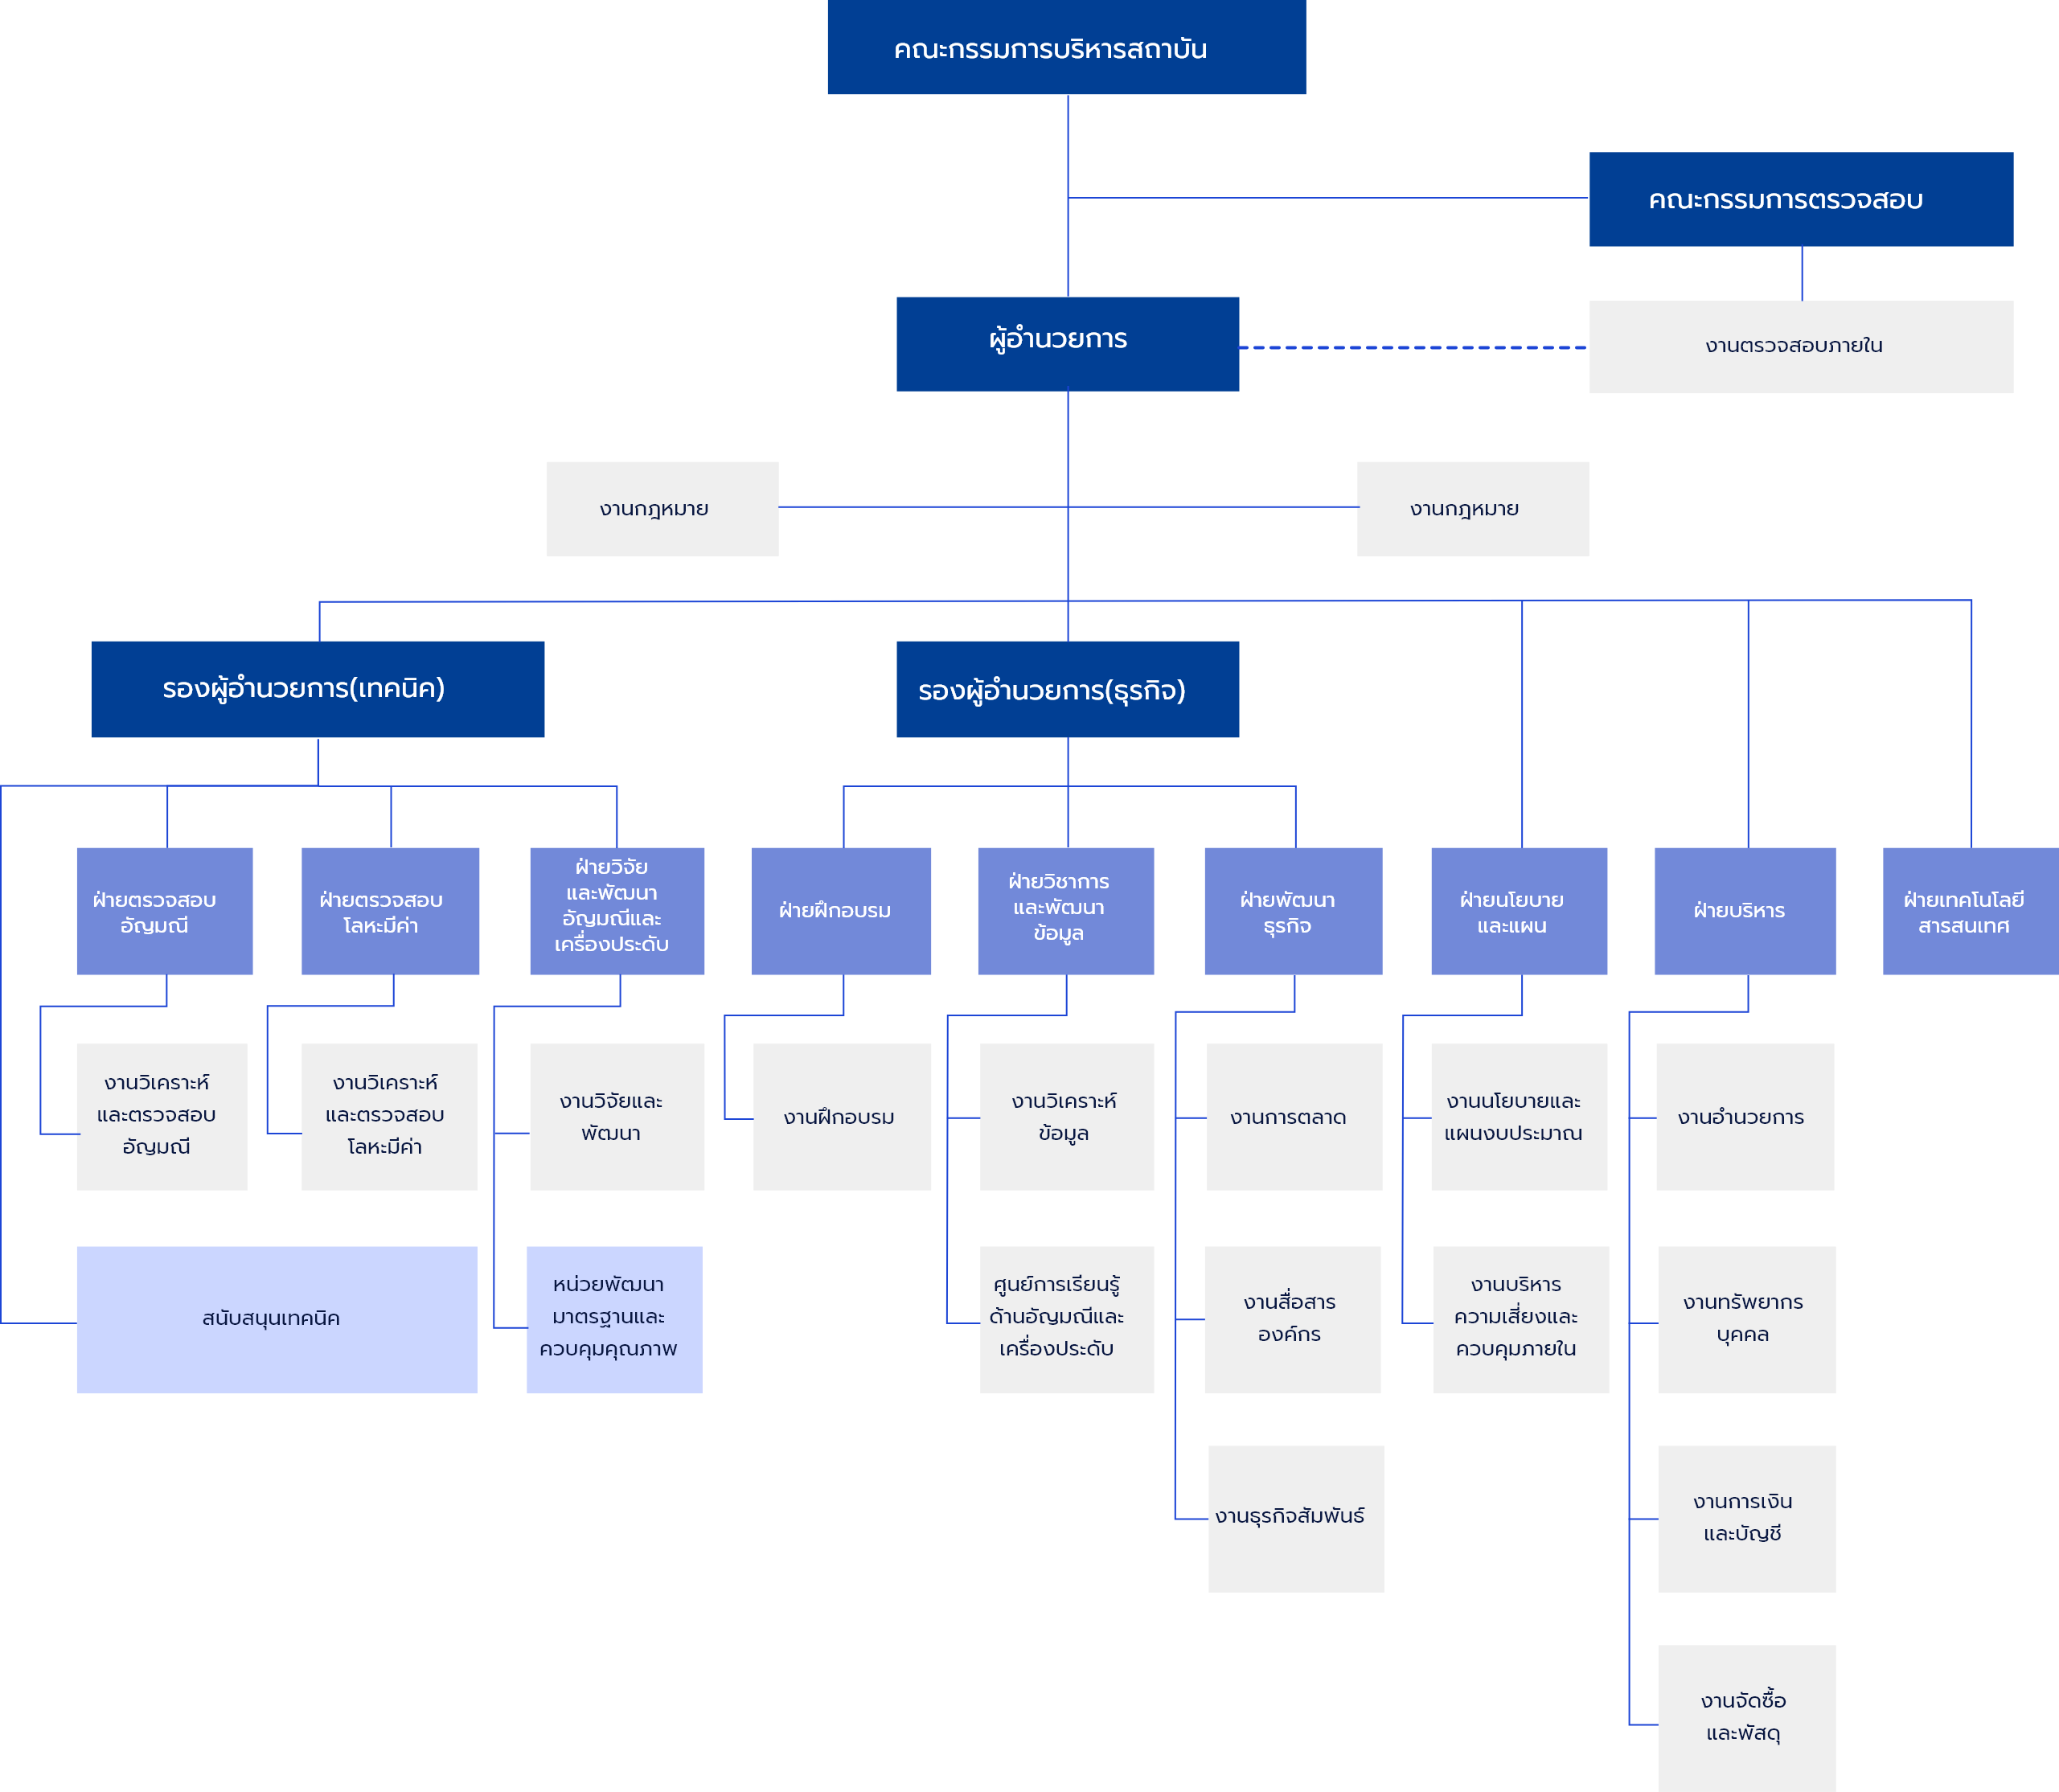 คณะกรรมการบริหารสถาบัน
คณะกรรมการตรวจสอบ
ผู้อำนวยการ
งานตรวจสอบภายใน
งานกฎหมาย
งานกฎหมาย
รองผู้อำนวยการ(เทคนิค)
รองผู้อำนวยการ(ธุรกิจ)
ฝ่ายตรวจสอบ
อัญมณี
ฝ่ายตรวจสอบ
โลหะมีค่า
ฝ่ายวิจัย
และพัฒนา
อัญมณีและ
เครื่องประดับ
ฝ่ายฝึกอบรม
ฝ่ายวิชาการ
และพัฒนา
ข้อมูล
ฝ่ายพัฒนา
ธุรกิจ
ฝ่ายนโยบาย
และแผน
ฝ่ายบริหาร
ฝ่ายเทคโนโลยี
สารสนเทศ
งานวิเคราะห์
และตรวจสอบ
อัญมณี
งานวิเคราะห์
และตรวจสอบ
โลหะมีค่า
งานวิจัยและ
พัฒนา
งานฝึกอบรม
งานวิเคราะห์
ข้อมูล
งานการตลาด
งานนโยบายและ
แผนงบประมาณ
งานอำนวยการ
สนับสนุนเทคนิค
หน่วยพัฒนา
มาตรฐานและ
ควบคุมคุณภาพ
ศูนย์การเรียนรู้
ด้านอัญมณีและ
เครื่องประดับ
งานสื่อสาร
องค์กร
งานบริหาร
ความเสี่ยงและ
ควบคุมภายใน
งานทรัพยากร
บุคคล
งานธุรกิจสัมพันธ์
งานการเงิน
และบัญชี
งานจัดซื้อ
และพัสดุ